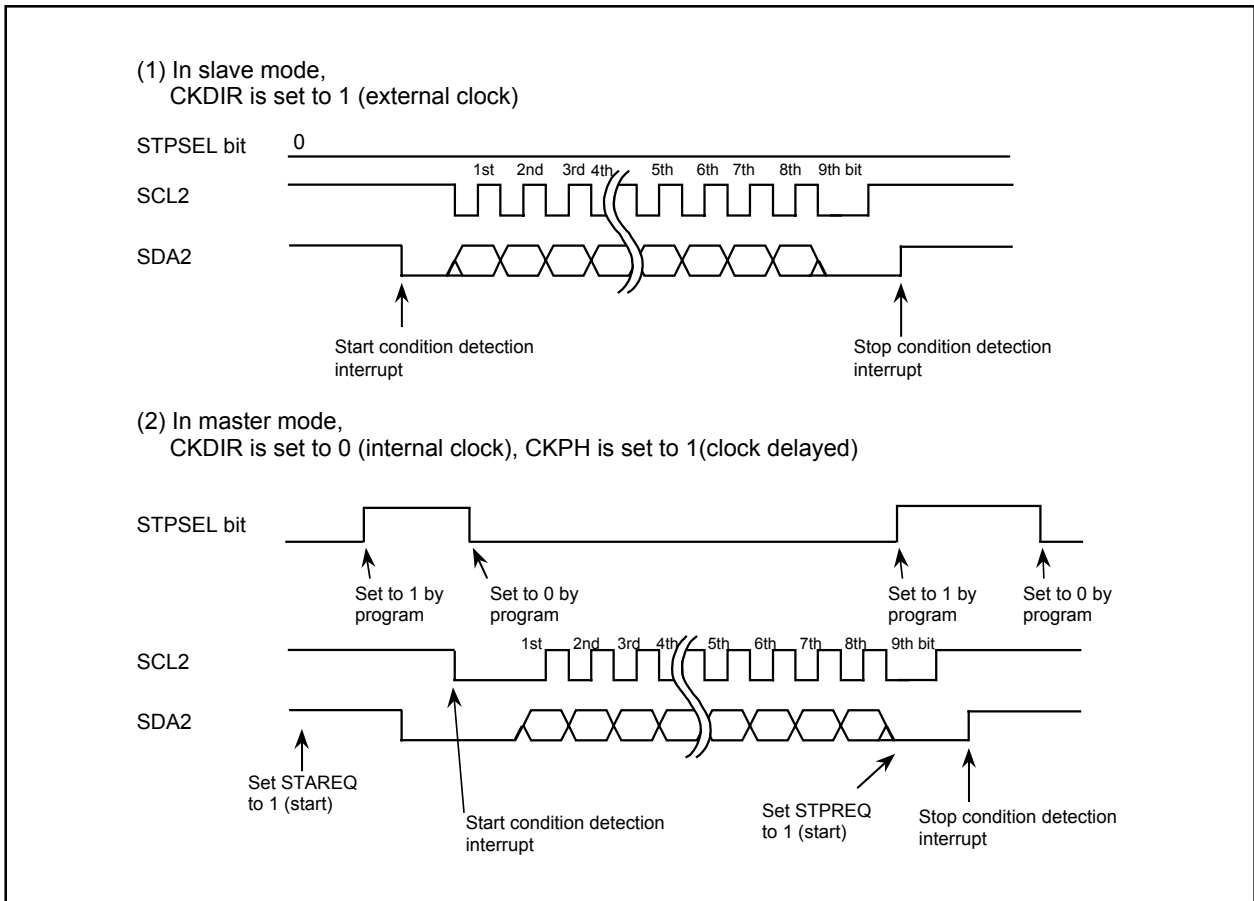 (1) In slave mode,
CKDIR is set to 1 (external clock)
STPSEL bit
0
1st 2nd 3rd 4th 5th 6th 7th 8th 9th bit
SCL2
SDA2
Start condition detection
interrupt
Stop condition detection
interrupt
(2) In master mode,
CKDIR is set to 0 (internal clock), CKPH is set to 1(clock delayed)
STPSEL bit
Set to 1 by
program
Set to 0 by
program
Set to 1 by
program
Set to 0 by
program
1st 2nd 3rd 4th 5th 6th 7th 8th 9th bit
SCL2
SDA2
Set STAREQ
to 1 (start)
Start condition detection
interrupt
Set STPREQ
to 1 (start)
Stop condition detection
interrupt